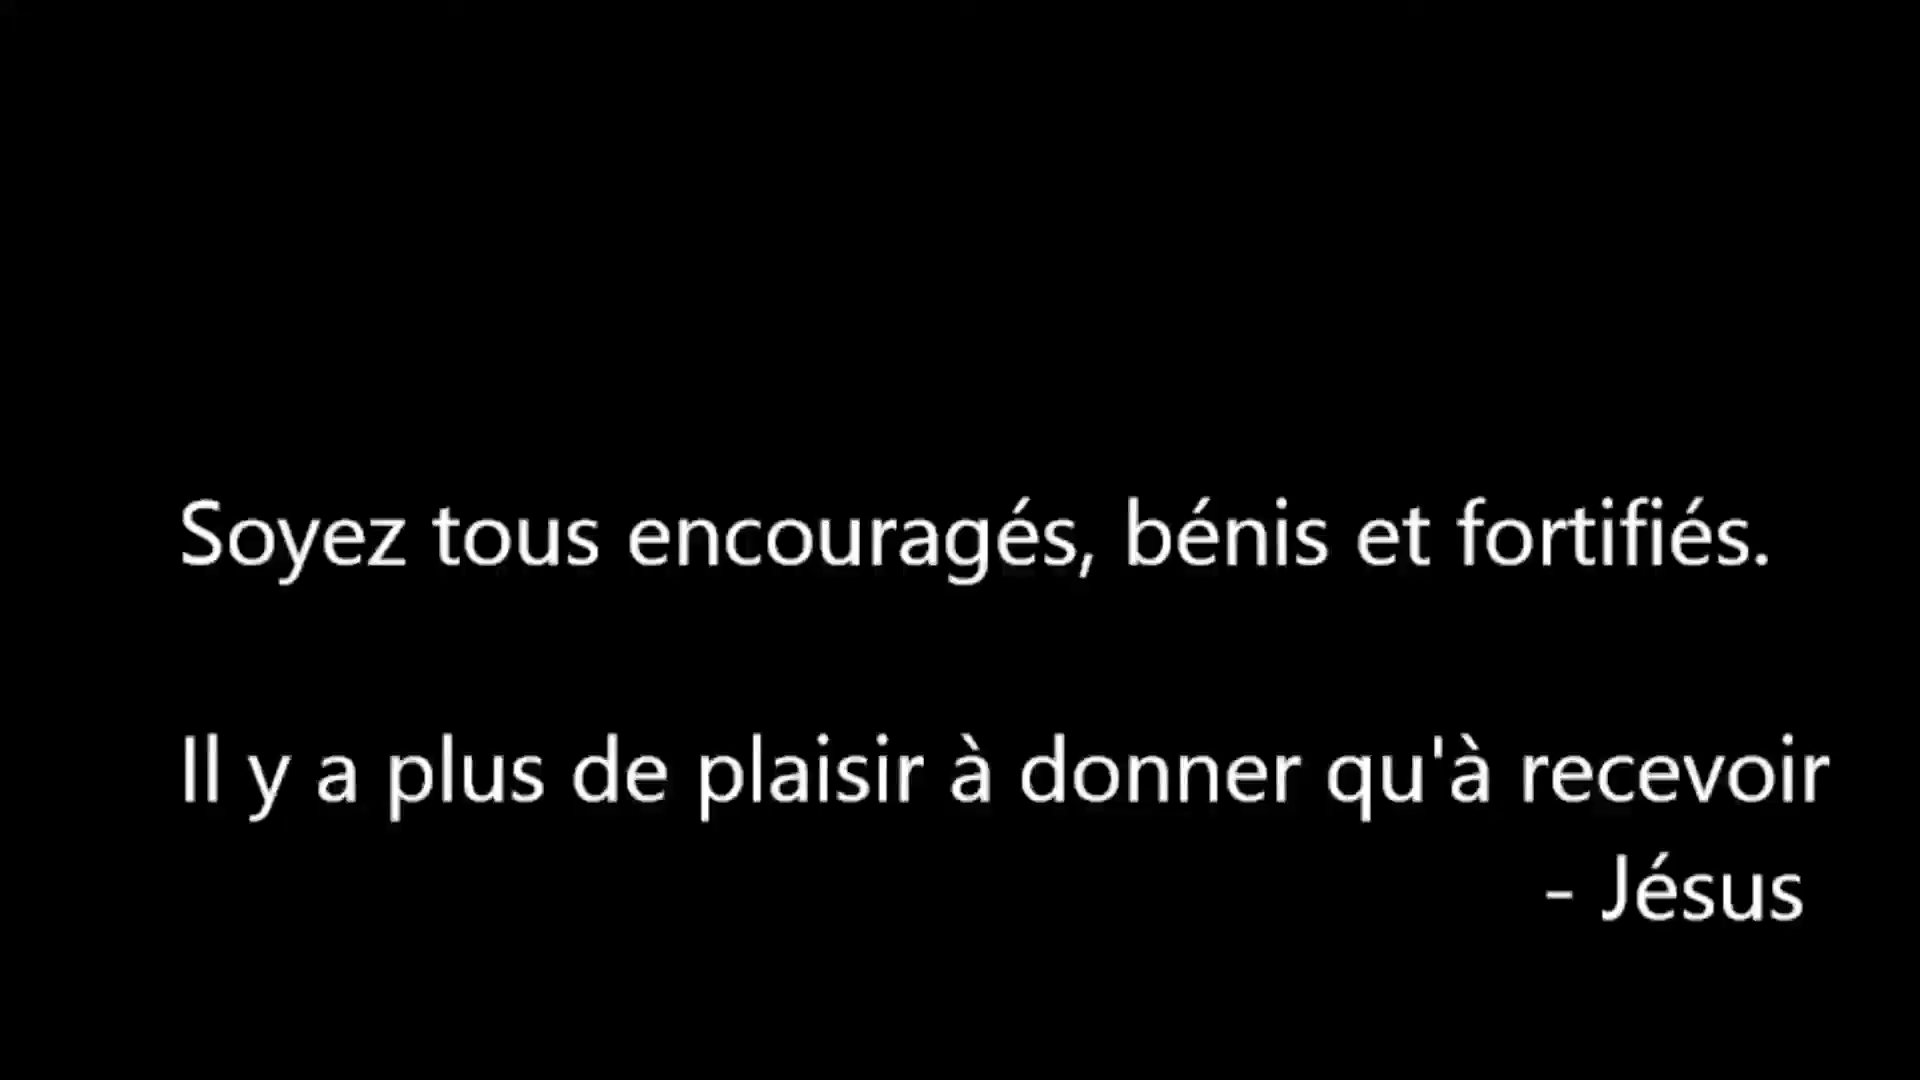 Soyez tous encouragés, bénis et fortifiés.
Il y a plus de plaisir à donner qu'à recevoir
- Jésus